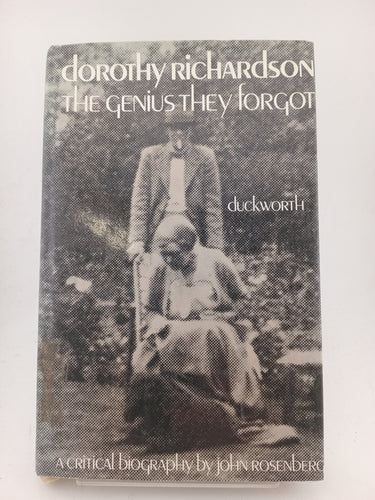 dorothy richardson
the genius they forgot
duckworth
a critical biography by john rosenberg